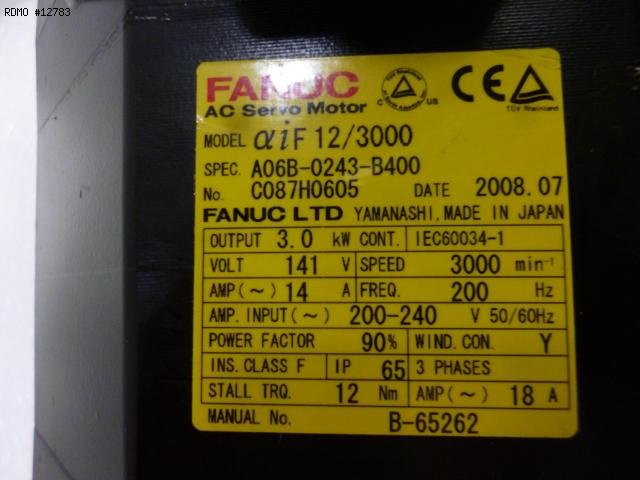 RDMO #12783
FANUC
AC Servo Motor
C US
TÜV Rheinland
MODEL αiF 12/3000
SPEC. A06B-0243-B400
No. C087H0605 DATE 2008.07
FANUC LTD YAMANASHI, MADE IN JAPAN
OUTPUT 3.0 kW CONT. IEC60034-1
VOLT 141 V SPEED 3000 min⁻¹
AMP(~) 14 A FREQ. 200 Hz
AMP. INPUT(~) 200-240 V 50/60Hz
POWER FACTOR 90% WIND. CON. Y
INS. CLASS F IP 65 3 PHASES
STALL TRQ. 12 Nm AMP(~) 18 A
MANUAL No. B-65262